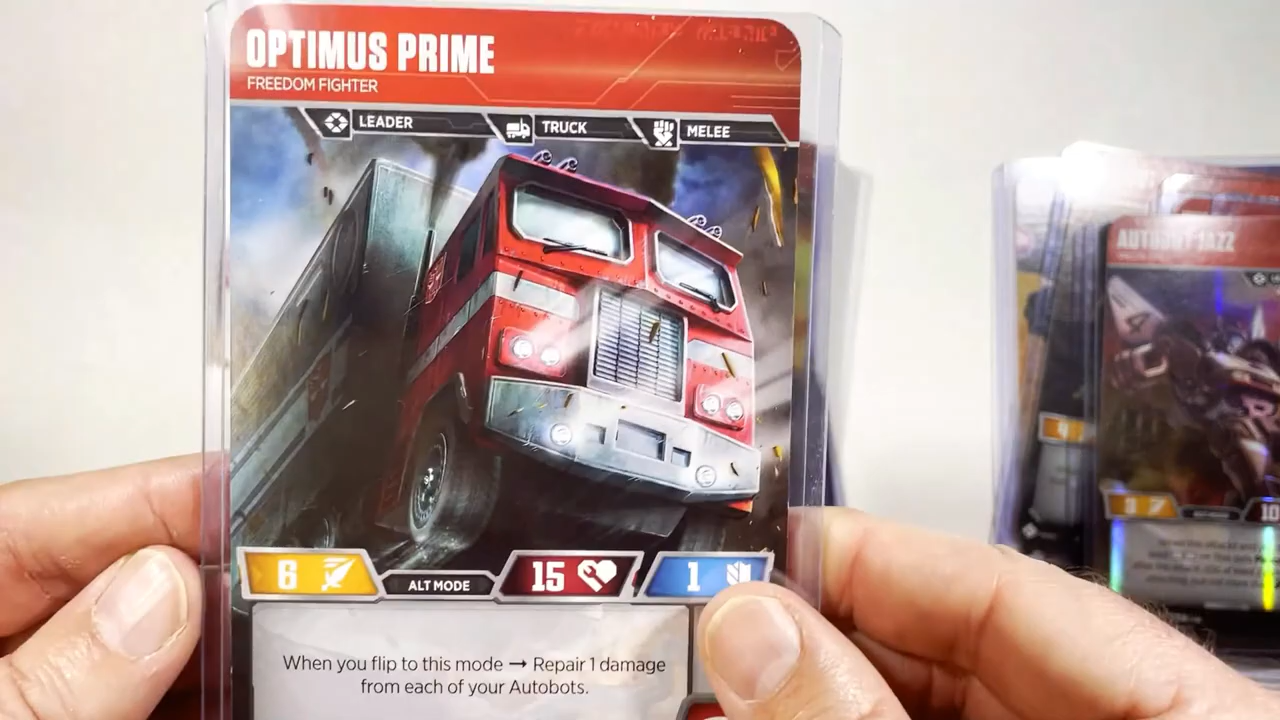 OPTIMUS PRIME
FREEDOM FIGHTER
LEADER TRUCK MELEE
6 ALT MODE 15 1
When you flip to this mode → Repair 1 damage
from each of your Autobots.
AUTOBOT JAZZ
10